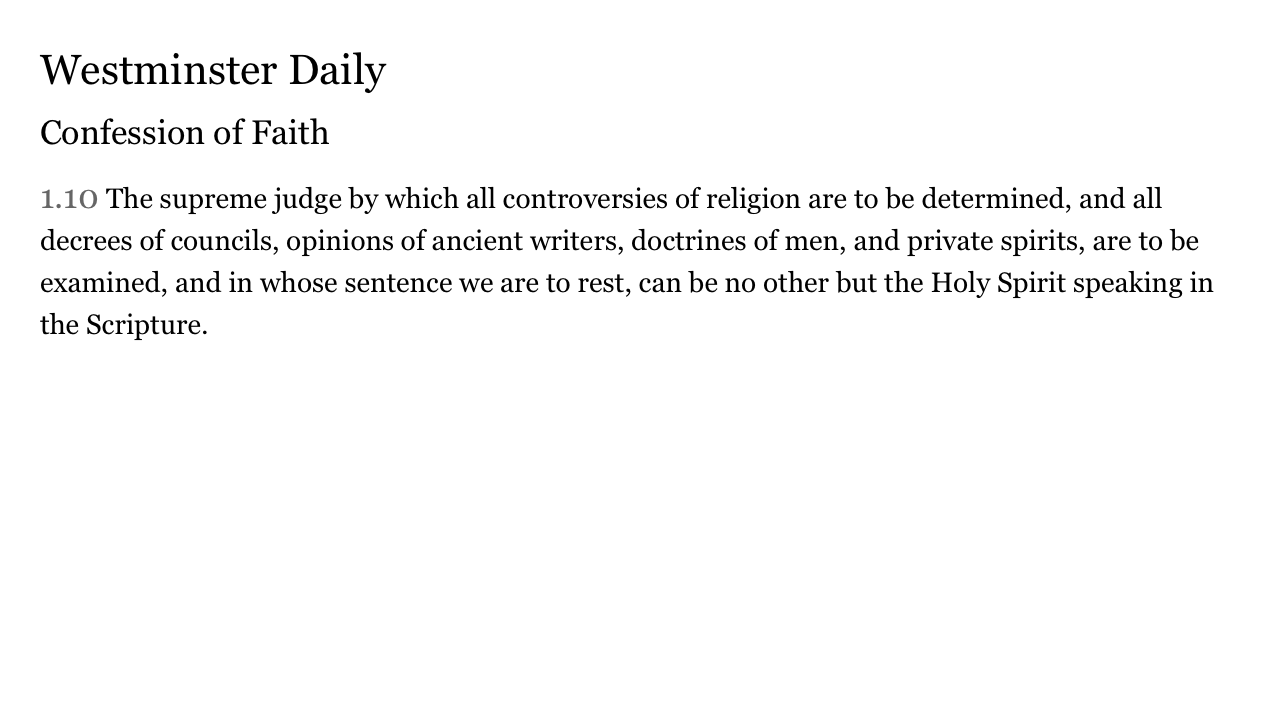 Westminster Daily
Confession of Faith
1.10 The supreme judge by which all controversies of religion are to be determined, and all
decrees of councils, opinions of ancient writers, doctrines of men, and private spirits, are to be
examined, and in whose sentence we are to rest, can be no other but the Holy Spirit speaking in
the Scripture.